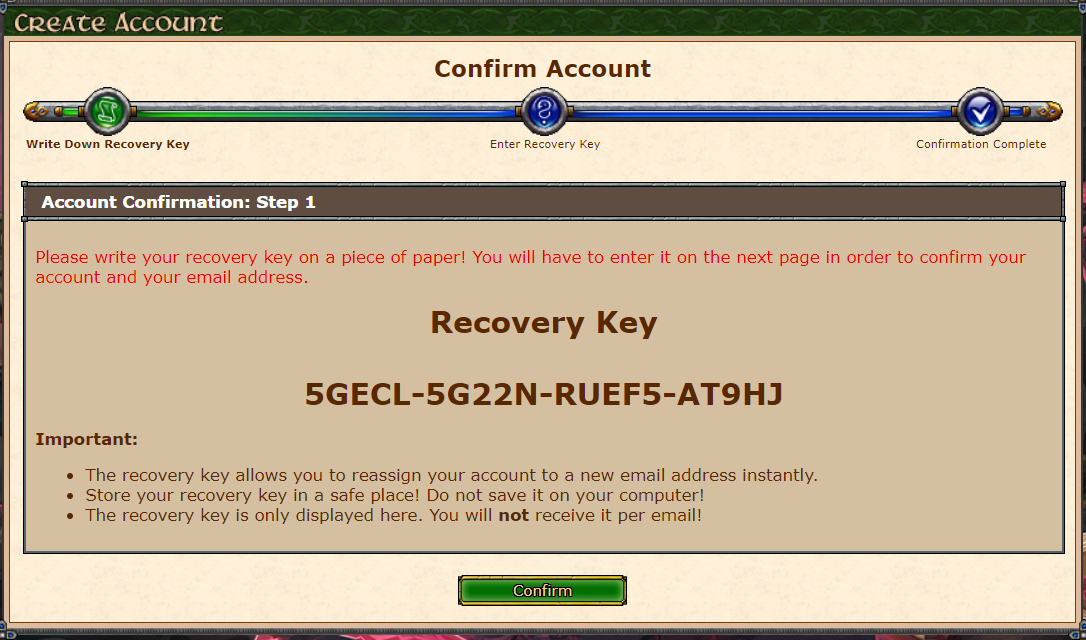 Create Account
Confirm Account
Write Down Recovery Key
Enter Recovery Key
Confirmation Complete
Account Confirmation: Step 1
Please write your recovery key on a piece of paper! You will have to enter it on the next page in order to confirm your
account and your email address.
Recovery Key
5GECL-5G22N-RUEF5-AT9HJ
Important:
• The recovery key allows you to reassign your account to a new email address instantly.
• Store your recovery key in a safe place! Do not save it on your computer!
• The recovery key is only displayed here. You will not receive it per email!
Confirm